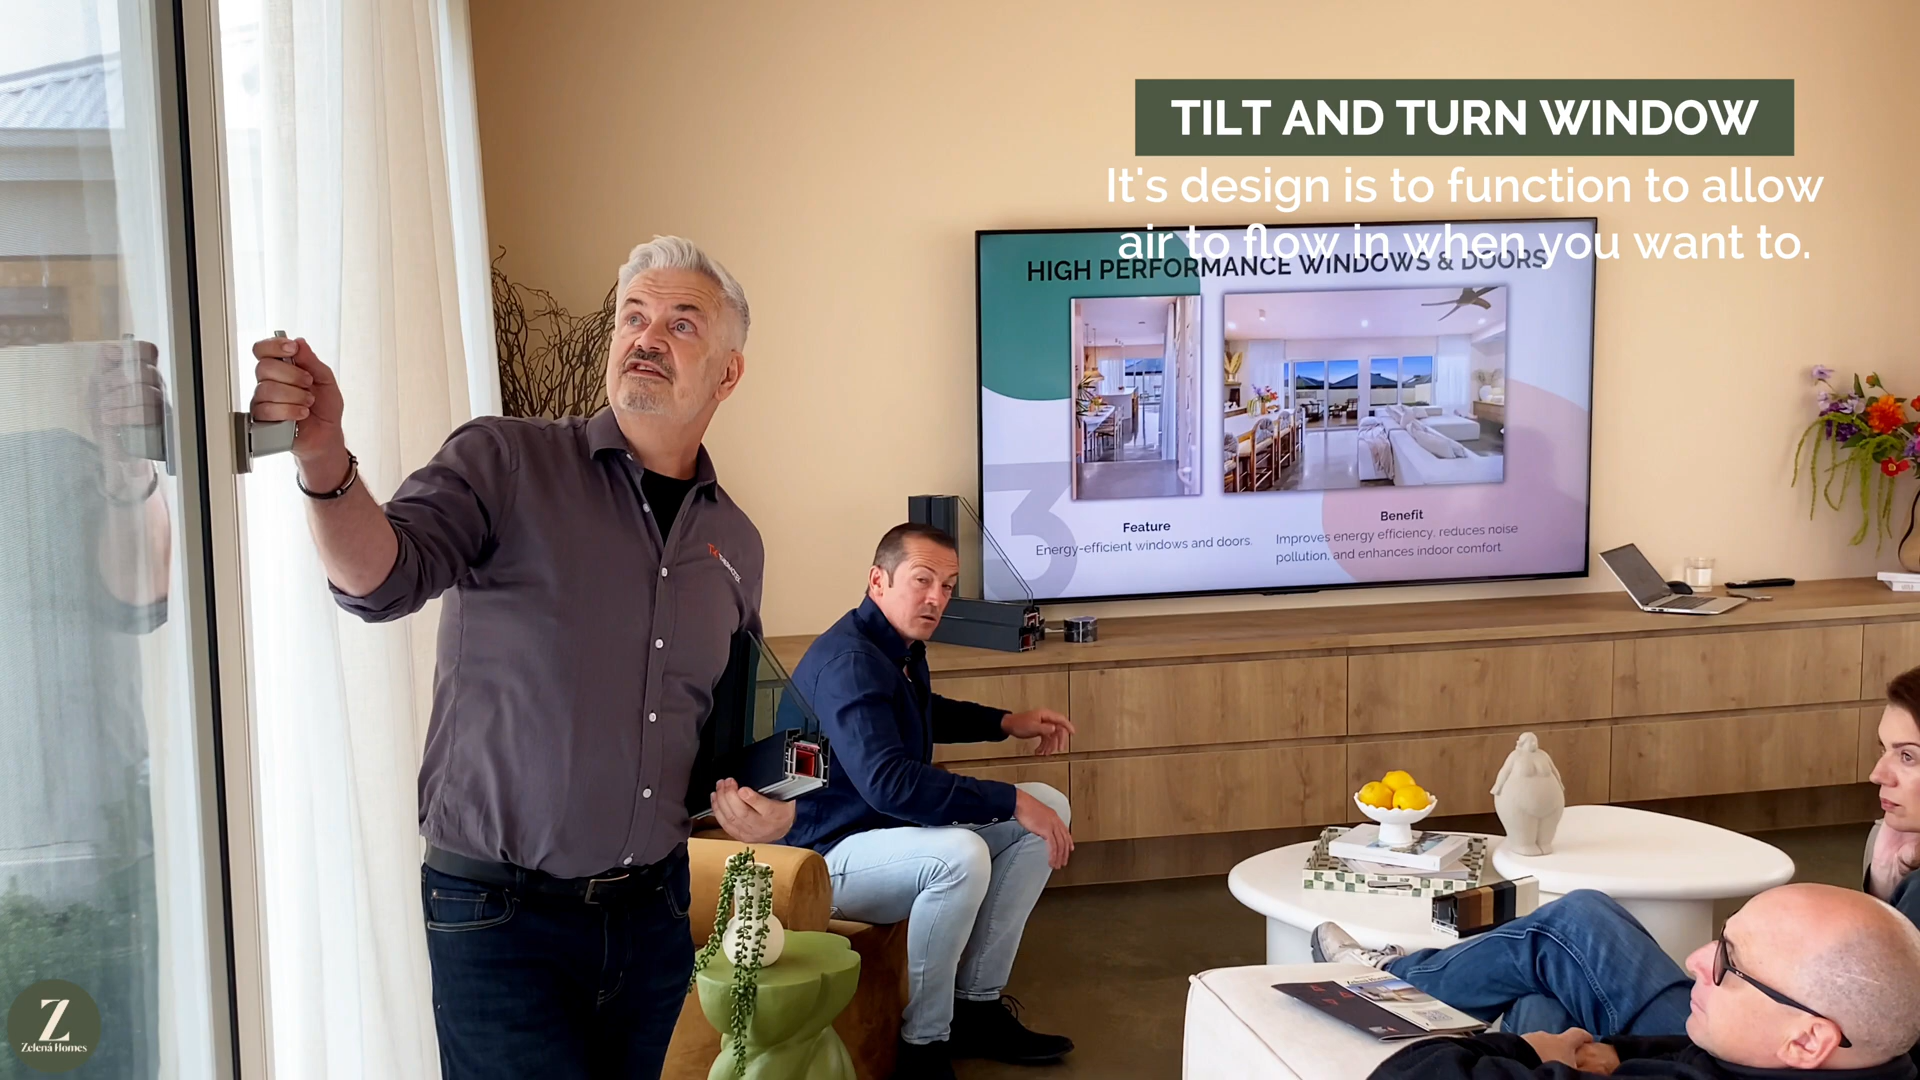 TILT AND TURN WINDOW
It's design is to function to allow
air to flow in when you want to.
HIGH PERFORMANCE WINDOWS & DOORS
3
Feature
Energy-efficient windows and doors.
Benefit
Improves energy efficiency, reduces noise
pollution, and enhances indoor comfort.
Z
Zelená Homes